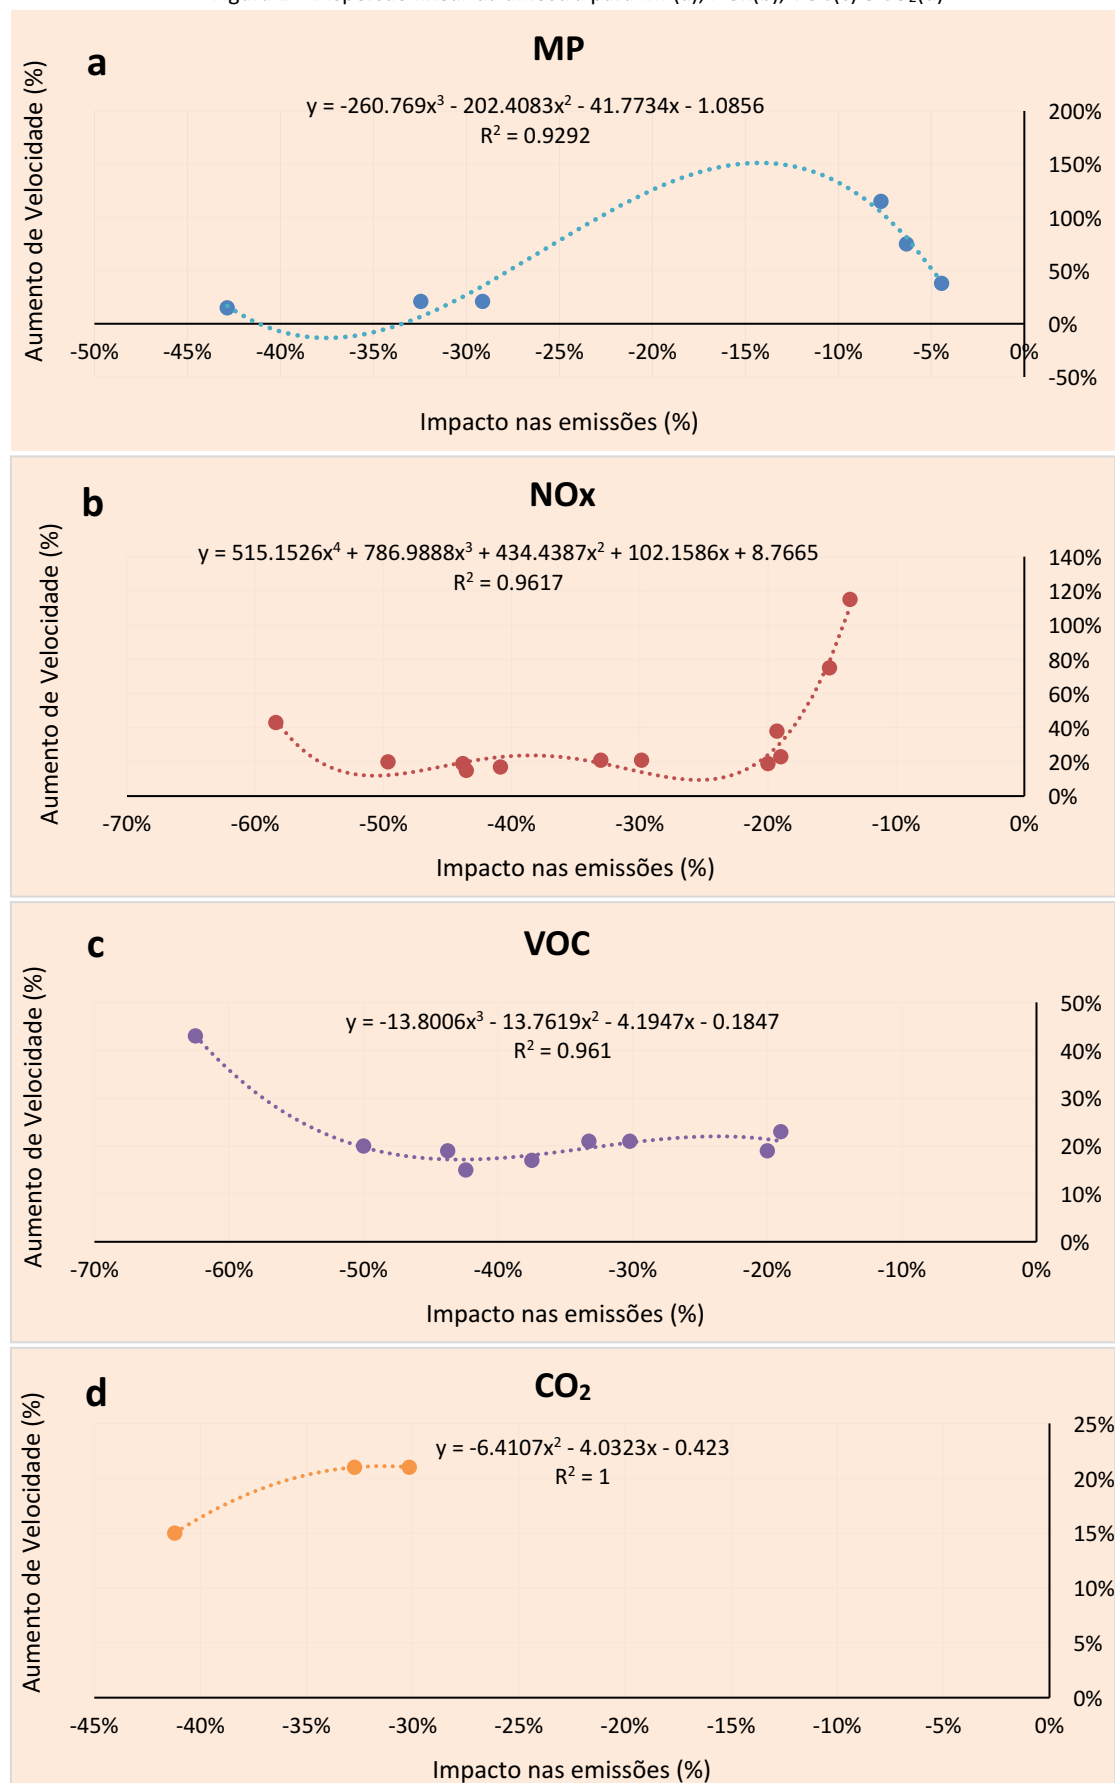 a
MP
y = -260.769x³ - 202.4083x² - 41.7734x - 1.0856
R² = 0.9292
Aumento de Velocidade (%)
200%
150%
100%
50%
0%
-50%
-50% -45% -40% -35% -30% -25% -20% -15% -10% -5% 0%
Impacto nas emissões (%)
b
NOx
y = 515.1526x⁴ + 786.9888x³ + 434.4387x² + 102.1586x + 8.7665
R² = 0.9617
Aumento de Velocidade (%)
140%
120%
100%
80%
60%
40%
20%
0%
-70% -60% -50% -40% -30% -20% -10% 0%
Impacto nas emissões (%)
c
VOC
y = -13.8006x³ - 13.7619x² - 4.1947x - 0.1847
R² = 0.961
Aumento de Velocidade (%)
50%
40%
30%
20%
10%
0%
-70% -60% -50% -40% -30% -20% -10% 0%
Impacto nas emissões (%)
d
CO₂
y = -6.4107x² - 4.0323x - 0.423
R² = 1
Aumento de Velocidade (%)
25%
20%
15%
10%
5%
0%
-45% -40% -35% -30% -25% -20% -15% -10% -5% 0%
Impacto nas emissões (%)